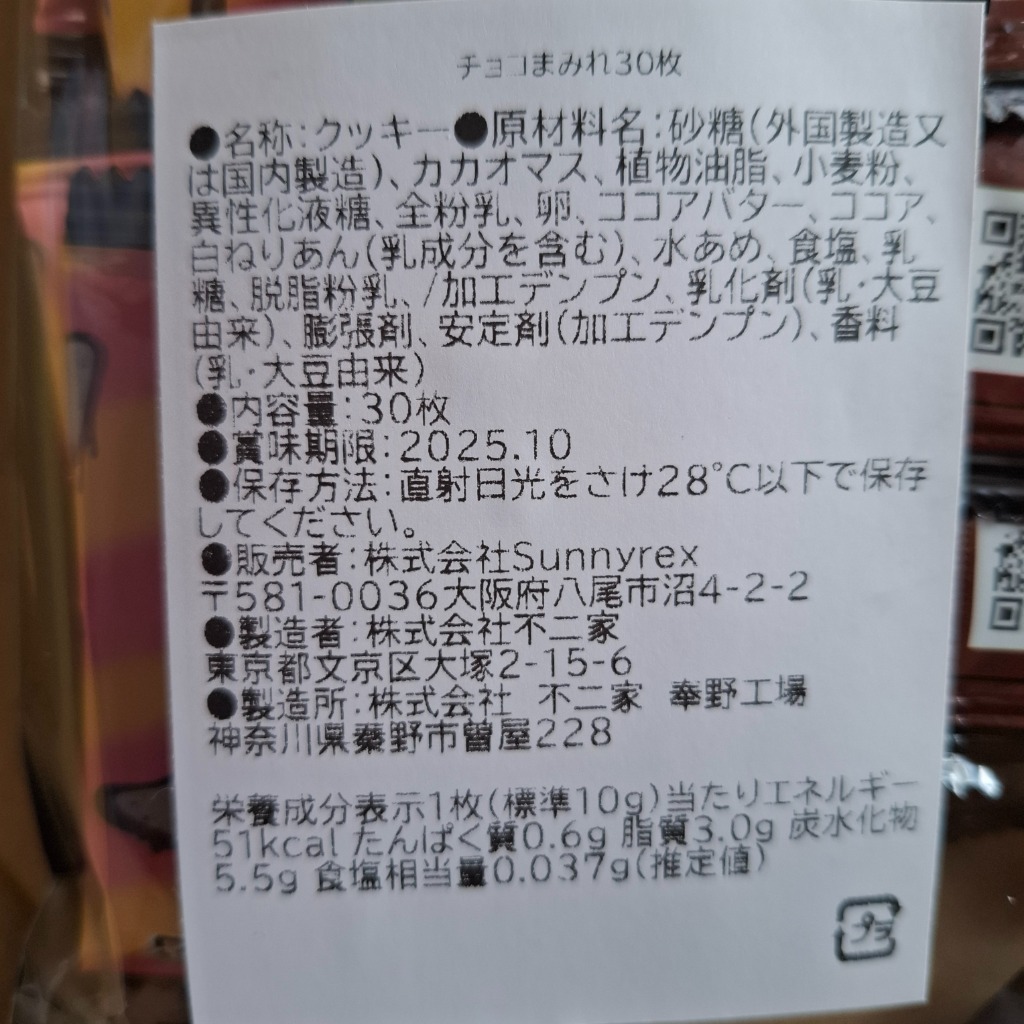 チョコまみれ30枚
●名称:クッキー●原材料名:砂糖(外国製造又
は国内製造)、カカオマス、植物油脂、小麦粉、
異性化液糖、全粉乳、卵、ココアバター、ココア、
白ねりあん(乳成分を含む)、水あめ、食塩、乳
糖、脱脂粉乳、/加工デンプン、乳化剤(乳・大豆
由来)、膨張剤、安定剤(加工デンプン)、香料
(乳・大豆由来)
●内容量:30枚
●賞味期限:2025.10
●保存方法:直射日光をさけ28℃以下で保存
してください。
●販売者:株式会社Sunnyrex
〒581-0036大阪府八尾市沼4-2-2
●製造者:株式会社不二家
東京都文京区大塚2-15-6
●製造所:株式会社 不二家 秦野工場
神奈川県秦野市曽屋228
栄養成分表示1枚(標準10g)当たりエネルギー
51kcal たんぱく質0.6g 脂質3.0g 炭水化物
5.5g 食塩相当量0.037g(推定値)
プラ